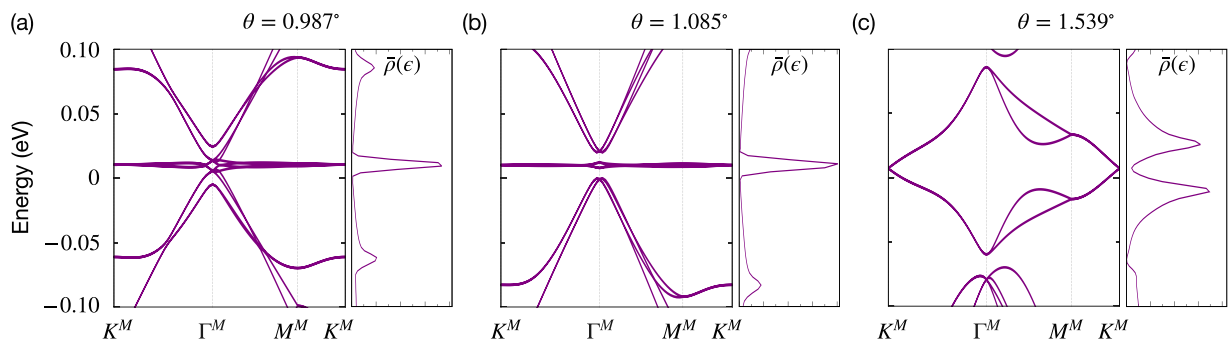 (a) θ = 0.987° (b) θ = 1.085° (c) θ = 1.539°
0.10 ρ̄(ϵ) ρ̄(ϵ) ρ̄(ϵ)
0.05
0
−0.05
−0.10
Energy (eV)
K^M Γ^M M^M K^M K^M Γ^M M^M K^M K^M Γ^M M^M K^M